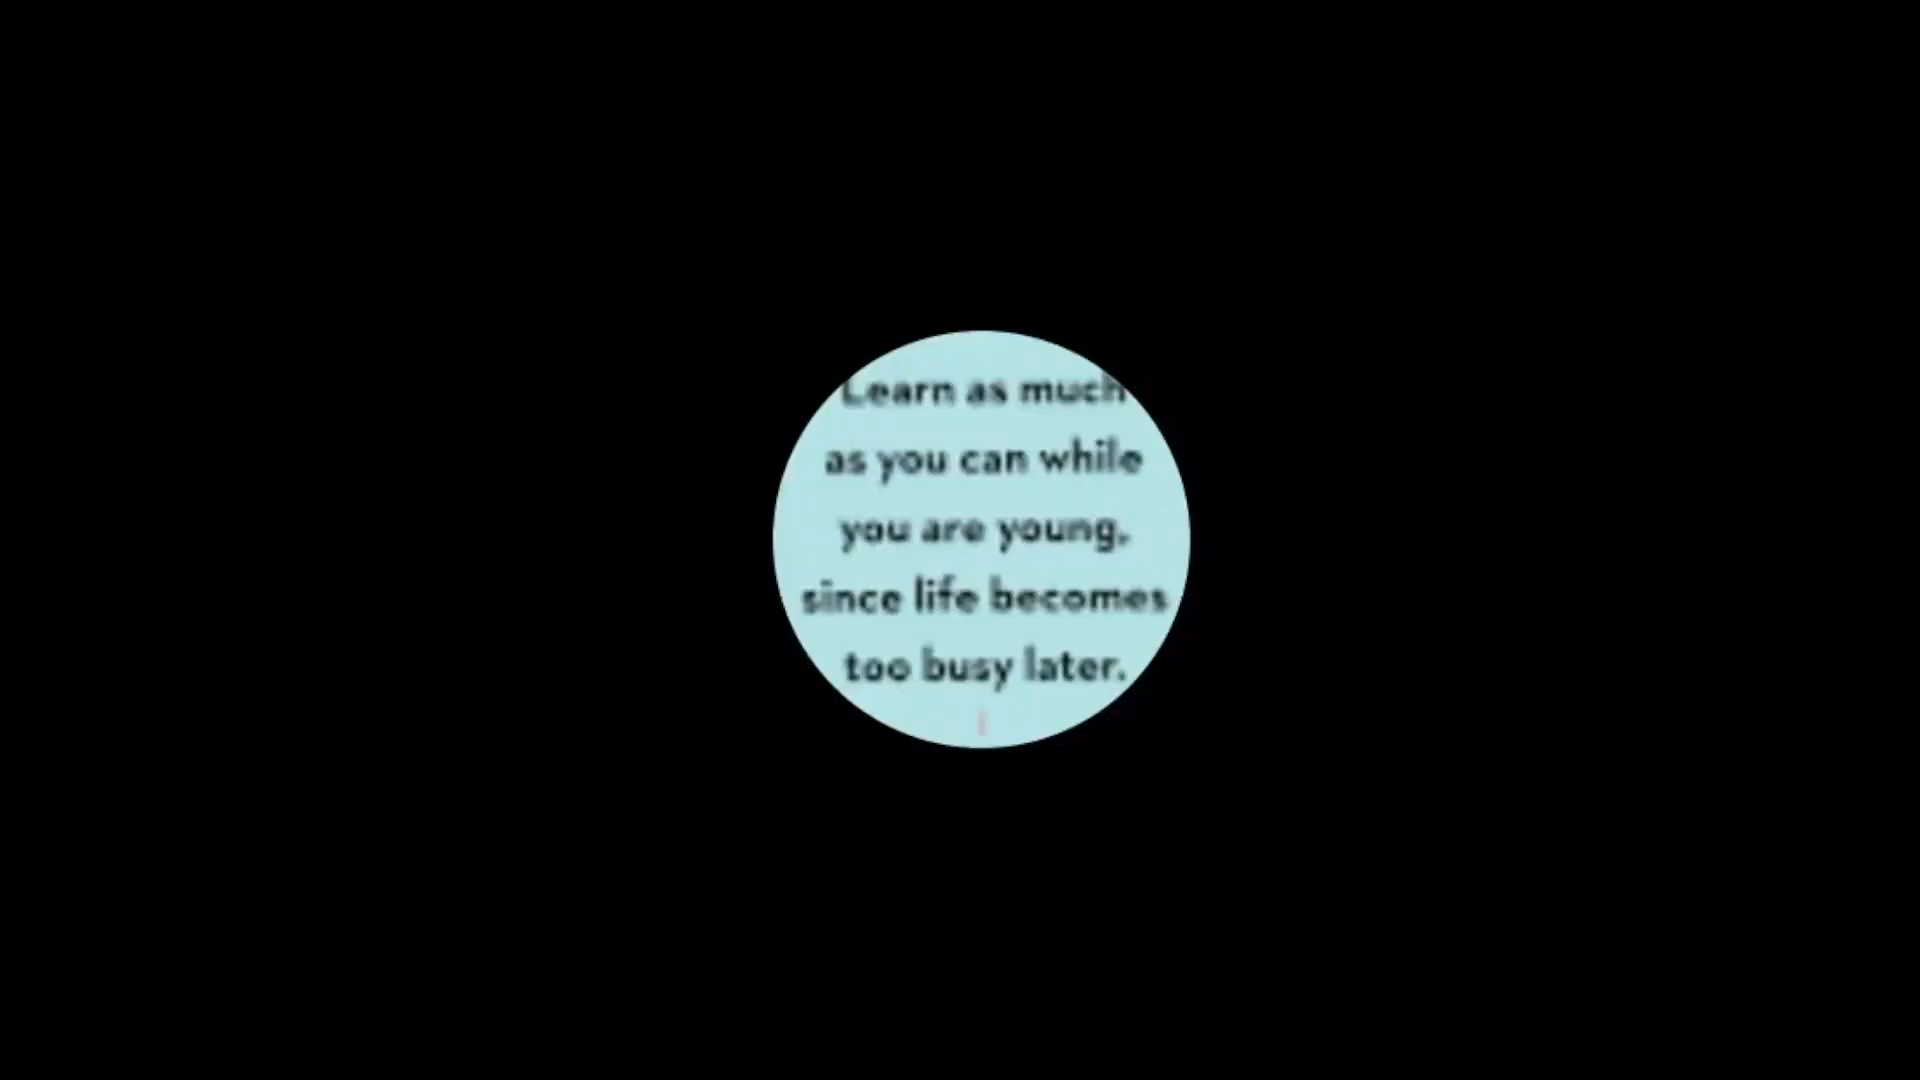 Learn as much
as you can while
you are young,
since life becomes
too busy later.